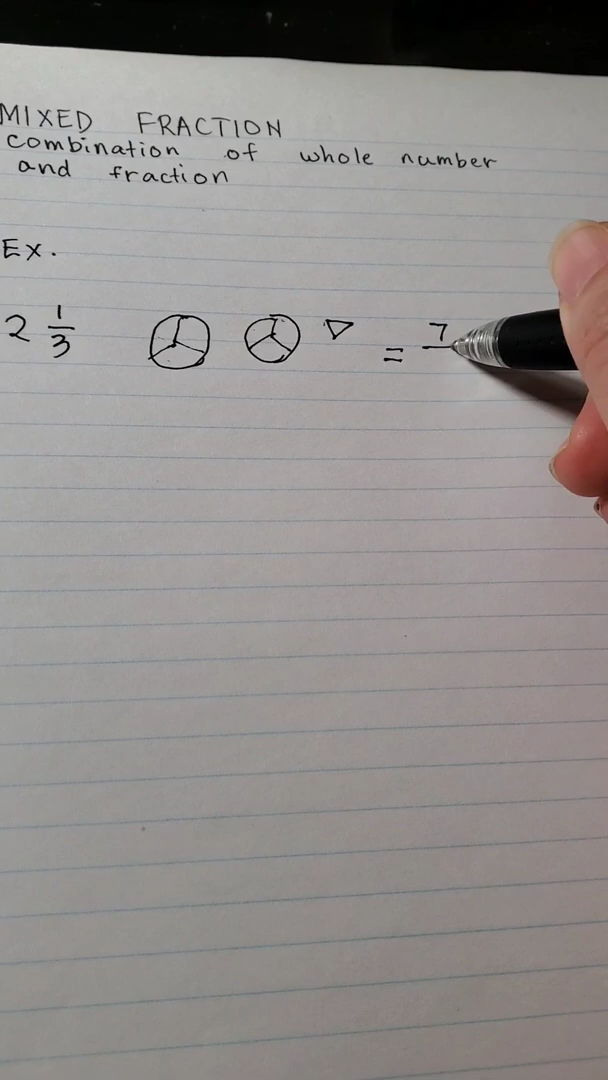 MIXED FRACTION
combination of whole number
and fraction
Ex.
2 1/3 = 7/